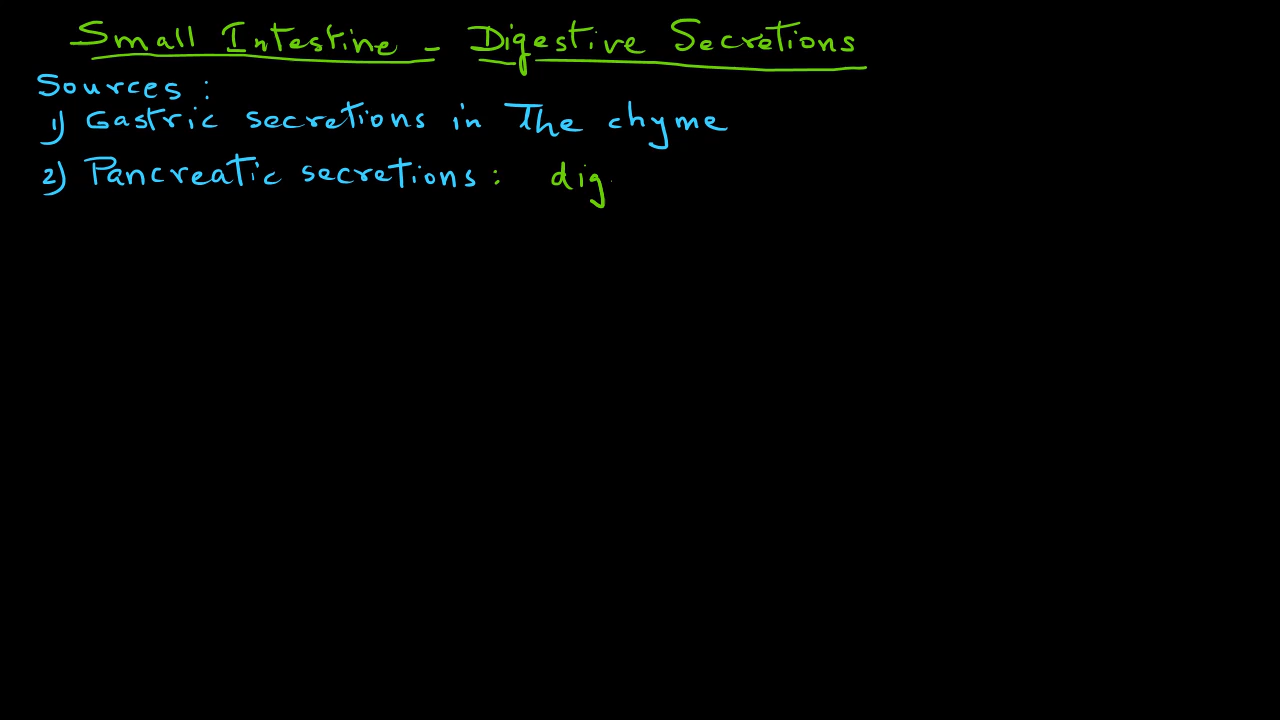 Small Intestine - Digestive Secretions
Sources :
1) Gastric secretions in The chyme
2) Pancreatic secretions : dig